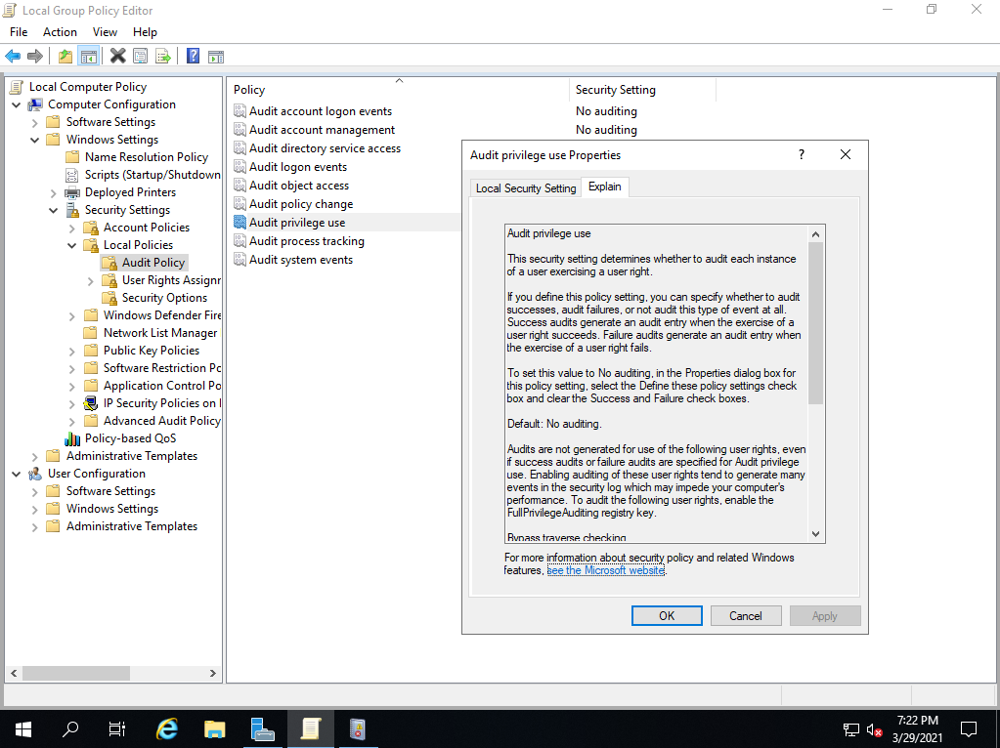 Local Group Policy Editor
File Action View Help
Local Computer Policy
Computer Configuration
Software Settings
Windows Settings
Name Resolution Policy
Scripts (Startup/Shutdown
Deployed Printers
Security Settings
Account Policies
Local Policies
Audit Policy
User Rights Assignr
Security Options
Windows Defender Fire
Network List Manager
Public Key Policies
Software Restriction Po
Application Control Po
IP Security Policies on l
Advanced Audit Policy
Policy-based QoS
Administrative Templates
User Configuration
Software Settings
Windows Settings
Administrative Templates
Policy Security Setting
Audit account logon events No auditing
Audit account management No auditing
Audit directory service access
Audit logon events
Audit object access
Audit policy change
Audit privilege use
Audit process tracking
Audit system events
Audit privilege use Properties
Local Security Setting Explain
Audit privilege use
This security setting determines whether to audit each instance
of a user exercising a user right.
If you define this policy setting, you can specify whether to audit
successes, audit failures, or not audit this type of event at all.
Success audits generate an audit entry when the exercise of a
user right succeeds. Failure audits generate an audit entry when
the exercise of a user right fails.
To set this value to No auditing, in the Properties dialog box for
this policy setting, select the Define these policy settings check
box and clear the Success and Failure check boxes.
Default: No auditing.
Audits are not generated for use of the following user rights, even
if success audits or failure audits are specified for Audit privilege
use. Enabling auditing of these user rights tend to generate many
events in the security log which may impede your computer's
performance. To audit the following user rights, enable the
FullPrivilegeAuditing registry key.
Bypass traverse checking
For more information about security policy and related Windows
features, see the Microsoft website.
OK Cancel Apply
7:22 PM
3/29/2021